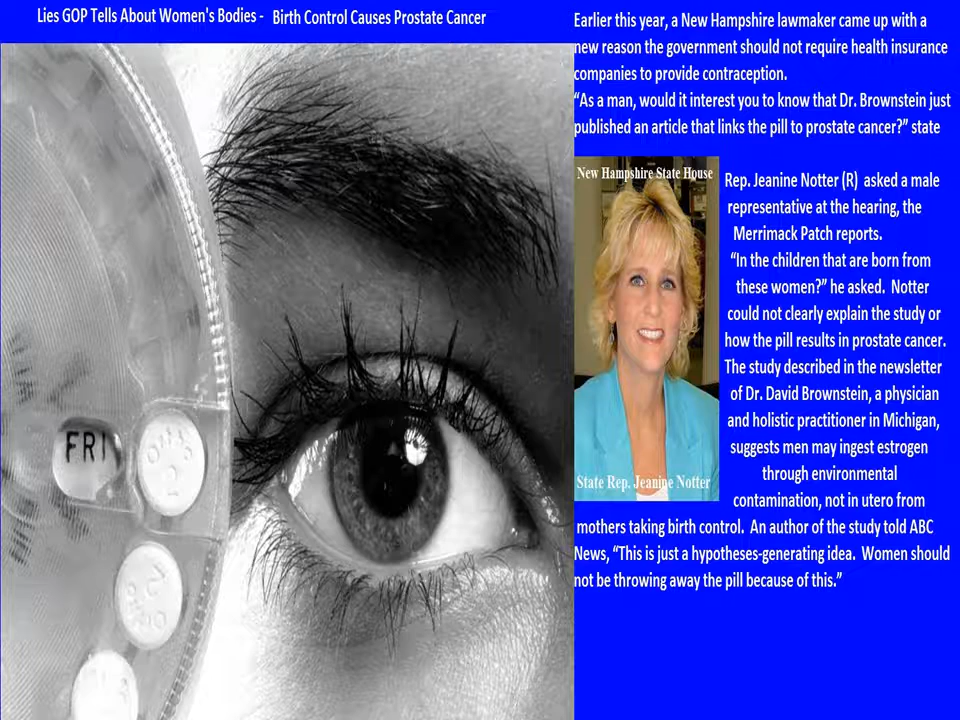 Lies GOP Tells About Women's Bodies - Birth Control Causes Prostate Cancer
Earlier this year, a New Hampshire lawmaker came up with a
new reason the government should not require health insurance
companies to provide contraception.
“As a man, would it interest you to know that Dr. Brownstein just
published an article that links the pill to prostate cancer?” state
New Hampshire State House
State Rep. Jeanine Notter
Rep. Jeanine Notter (R) asked a male
representative at the hearing, the
Merrimack Patch reports.
“In the children that are born from
these women?” he asked. Notter
could not clearly explain the study or
how the pill results in prostate cancer.
The study described in the newsletter
of Dr. David Brownstein, a physician
and holistic practitioner in Michigan,
suggests men may ingest estrogen
through environmental
contamination, not in utero from
mothers taking birth control. An author of the study told ABC
News, “This is just a hypotheses-generating idea. Women should
not be throwing away the pill because of this.”
FRI